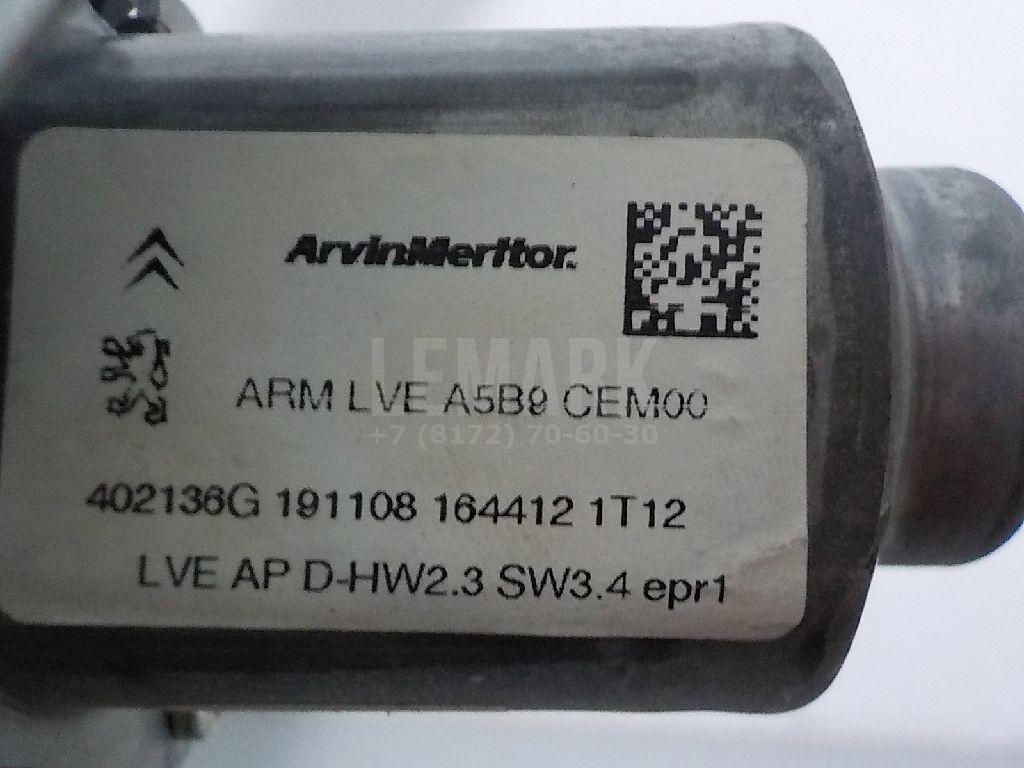 ArvinMeritor.
LEMARK
ARM LVE A5B9 CEM00
+7 (8172) 70-60-30
402136G 191108 164412 1T12
LVE AP D-HW2.3 SW3.4 epr1